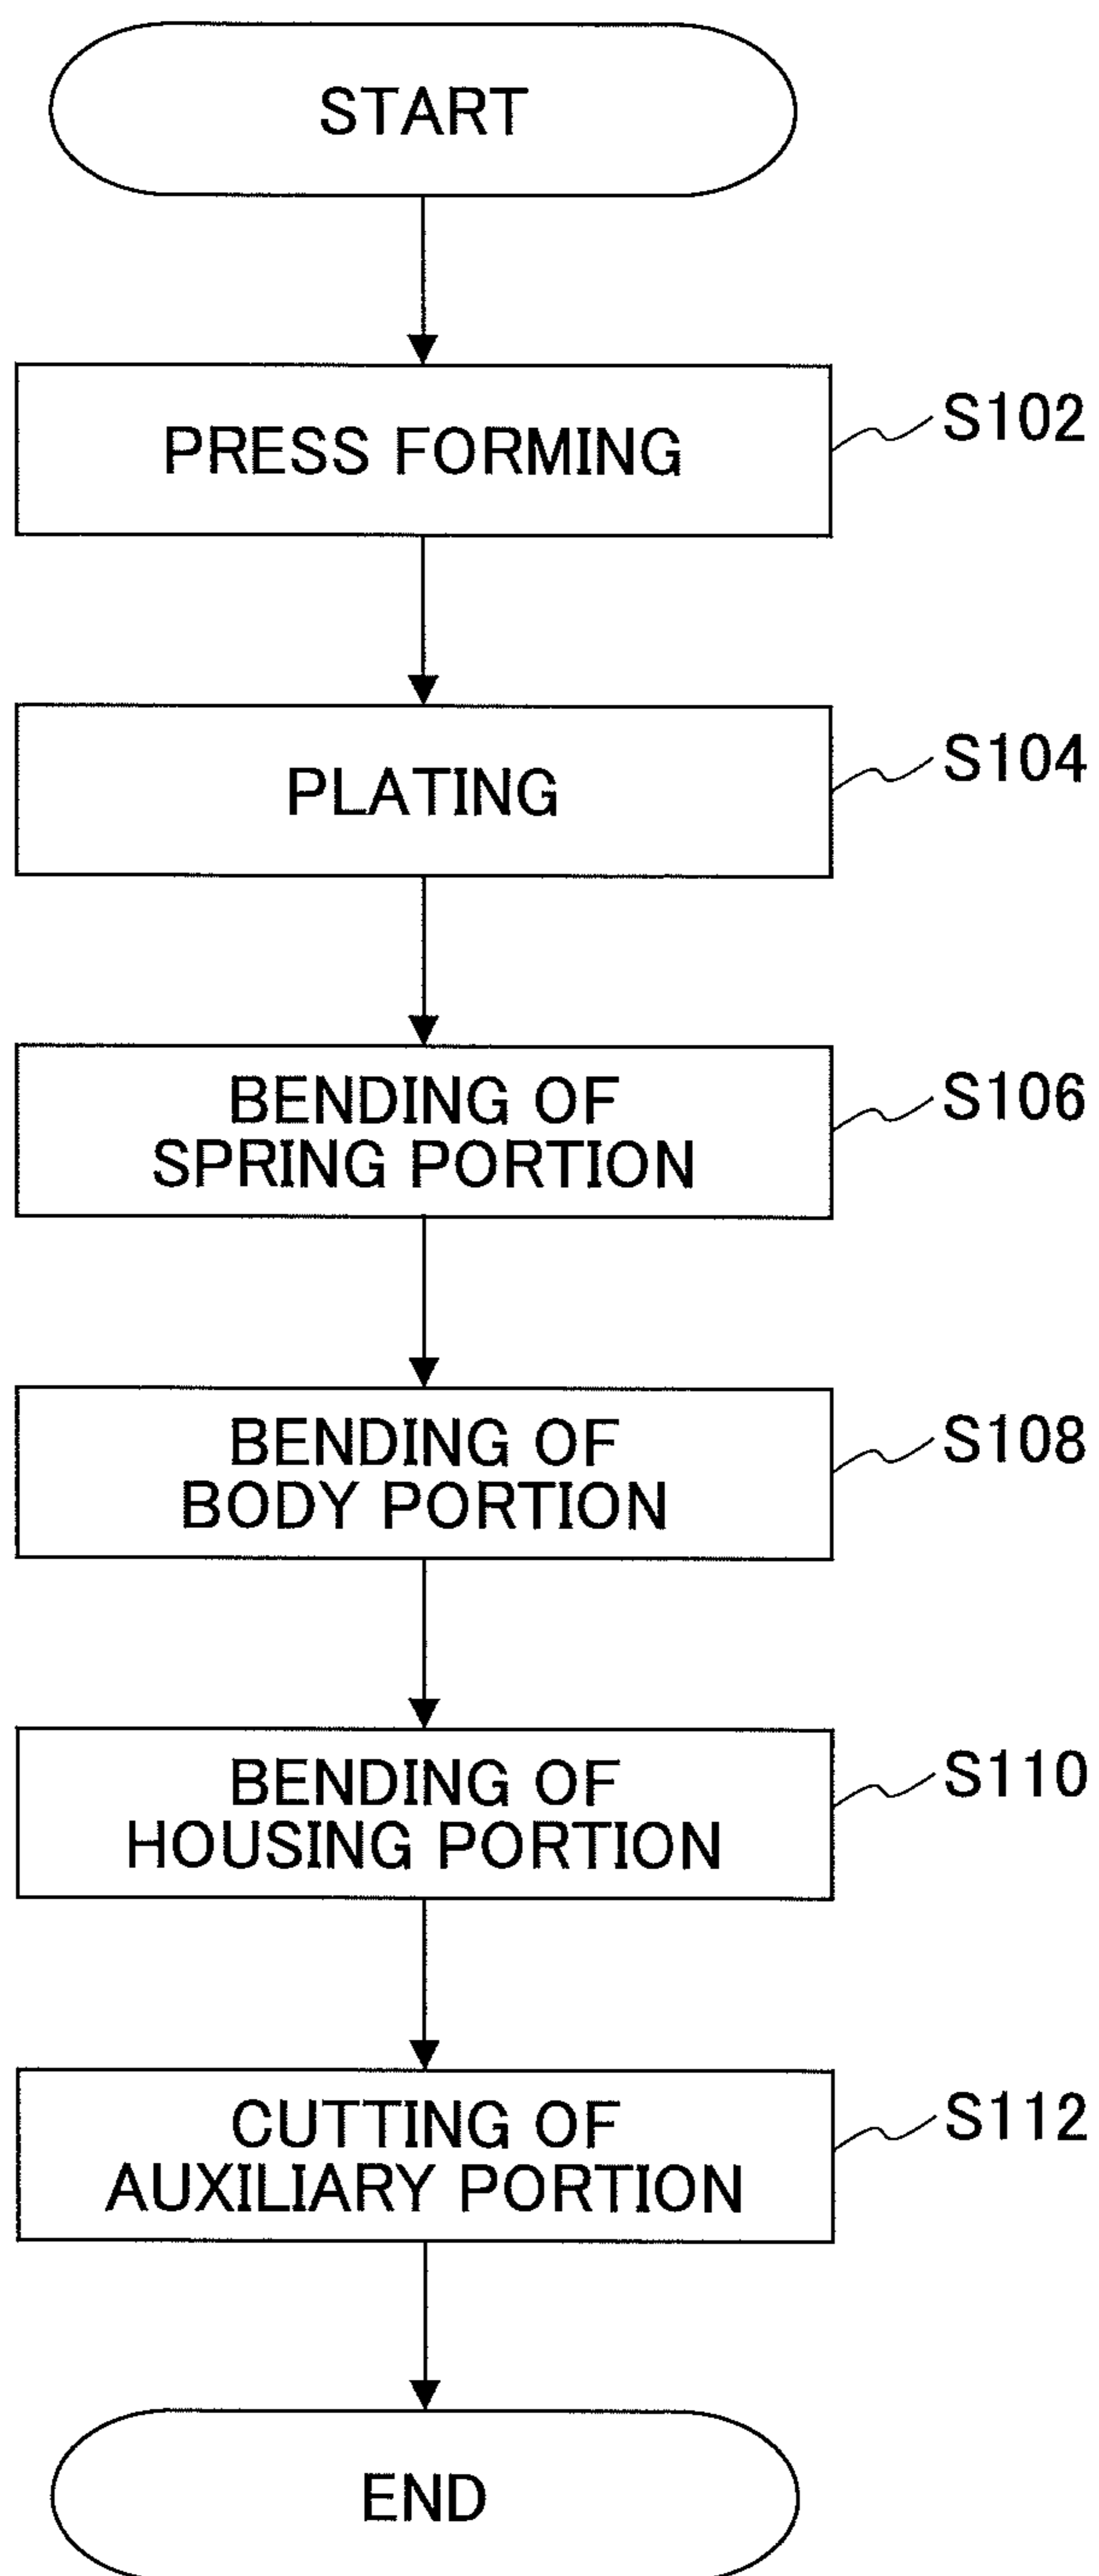 START
PRESS FORMING
S102
PLATING
S104
BENDING OF
SPRING PORTION
S106
BENDING OF
BODY PORTION
S108
BENDING OF
HOUSING PORTION
S110
CUTTING OF
AUXILIARY PORTION
S112
END